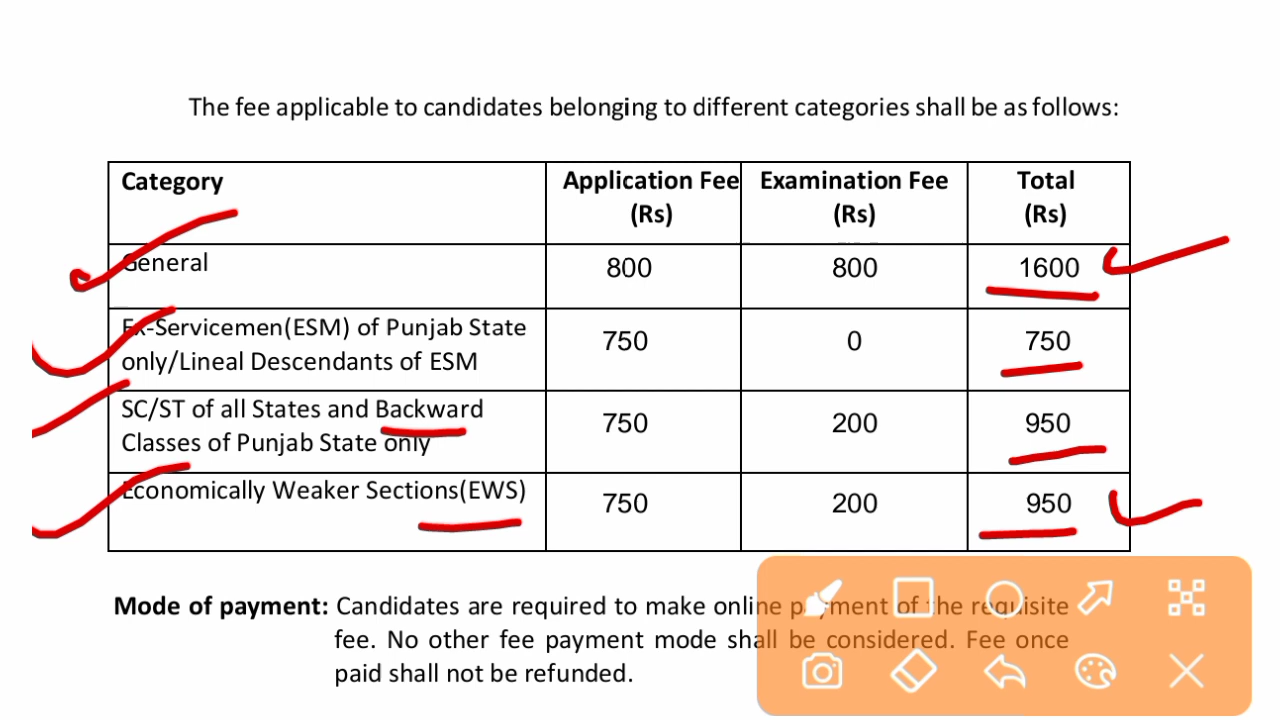 The fee applicable to candidates belonging to different categories shall be as follows:
Category Application Fee Examination Fee Total
(Rs) (Rs) (Rs)
General 800 800 1600
Ex-Servicemen(ESM) of Punjab State
only/Lineal Descendants of ESM 750 0 750
SC/ST of all States and Backward
Classes of Punjab State only 750 200 950
Economically Weaker Sections(EWS) 750 200 950
Mode of payment: Candidates are required to make online payment of the requisite
fee. No other fee payment mode shall be considered. Fee once
paid shall not be refunded.